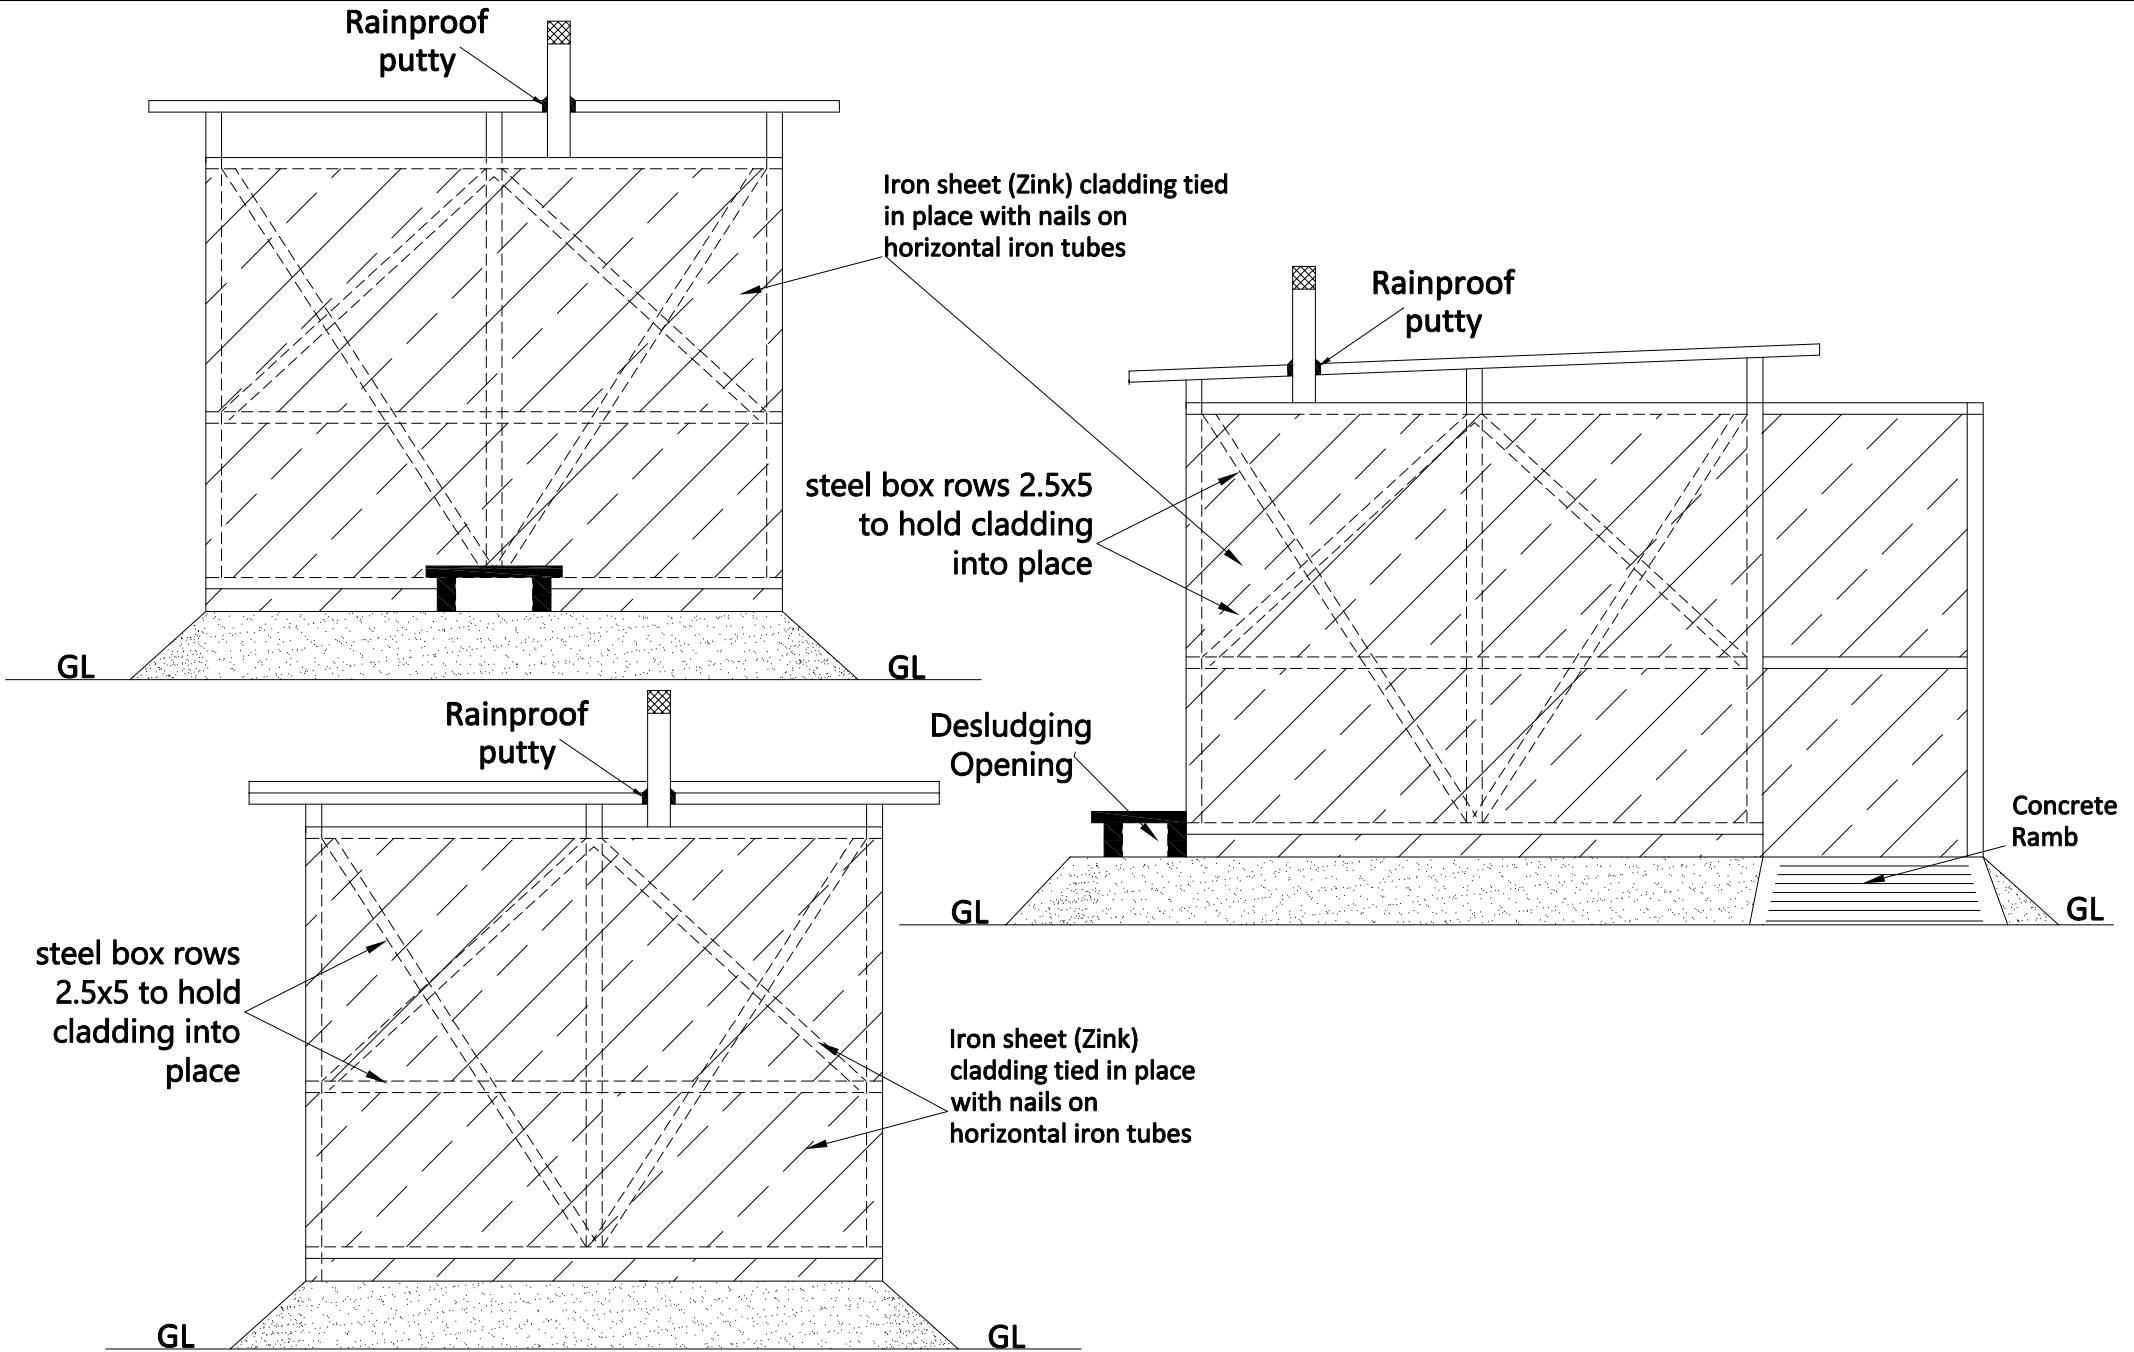 Rainproof
putty
Iron sheet (Zink) cladding tied
in place with nails on
horizontal iron tubes
GL
GL
Rainproof
putty
steel box rows 2.5x5
to hold cladding
into place
Desludging
Opening
Concrete
Ramb
GL
GL
Rainproof
putty
steel box rows
2.5x5 to hold
cladding into
place
Iron sheet (Zink)
cladding tied in place
with nails on
horizontal iron tubes
GL
GL